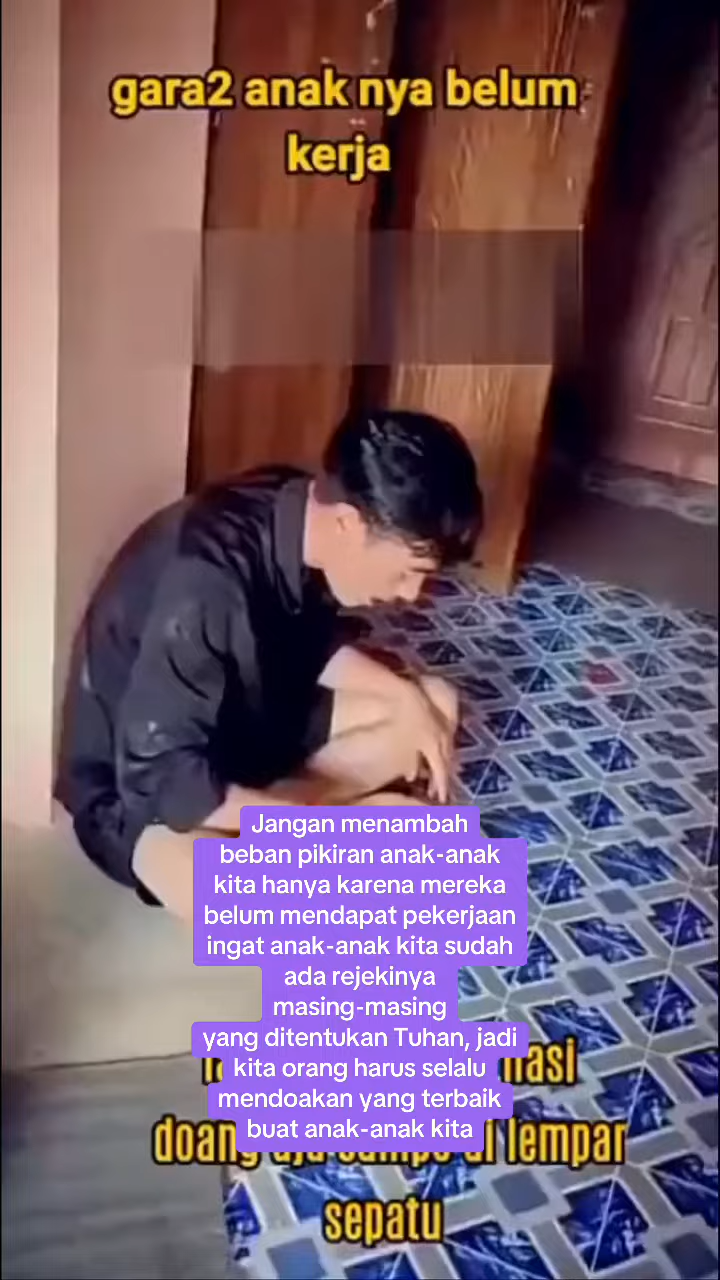 gara2 anak nya belum
kerja
Jangan menambah
beban pikiran anak-anak
kita hanya karena mereka
belum mendapat pekerjaan
ingat anak-anak kita sudah
ada rejekinya
masing-masing
yang ditentukan Tuhan, jadi
kita orang harus selalu
mendoakan yang terbaik
buat anak-anak kita
doang lempar
sepatu